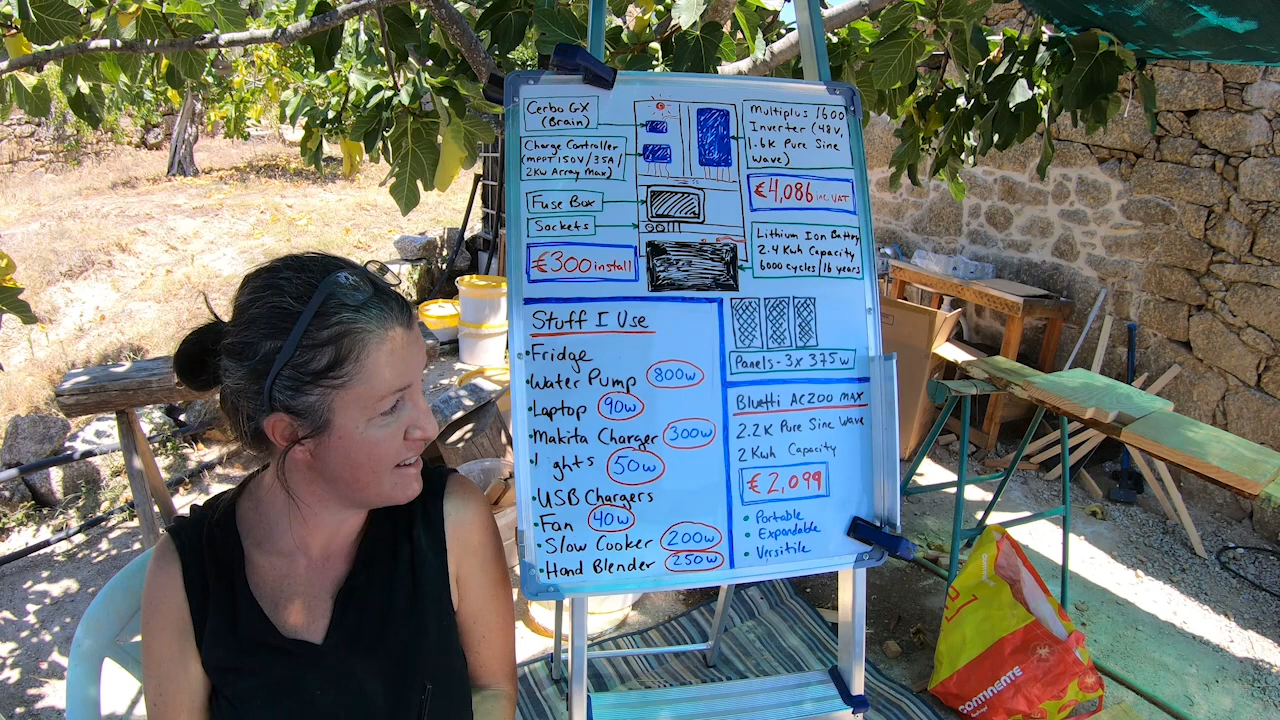 Cerbo GX
(Brain)
Charge Controller
(MPPT 150V/35A/
2Kw Array Max)
Fuse Box
Sockets
€300 install
Multiplus 1600
Inverter (48V,
1.6K Pure Sine
Wave)
€4,086 inc. VAT
Lithium Ion Battery
2.4 Kwh Capacity
6000 cycles/16 years
Panels - 3x 375w
Stuff I Use
• Fridge
• Water Pump 800w
• Laptop 90w
• Makita Charger 300w
• Lights 50w
• USB Chargers
• Fan 40w
• Slow Cooker 200w
• Hand Blender 250w
Bluetti AC200 MAX
2.2K Pure Sine Wave
2 Kwh Capacity
€2,099
• Portable
• Expandable
• Versitile
CONTINENTE